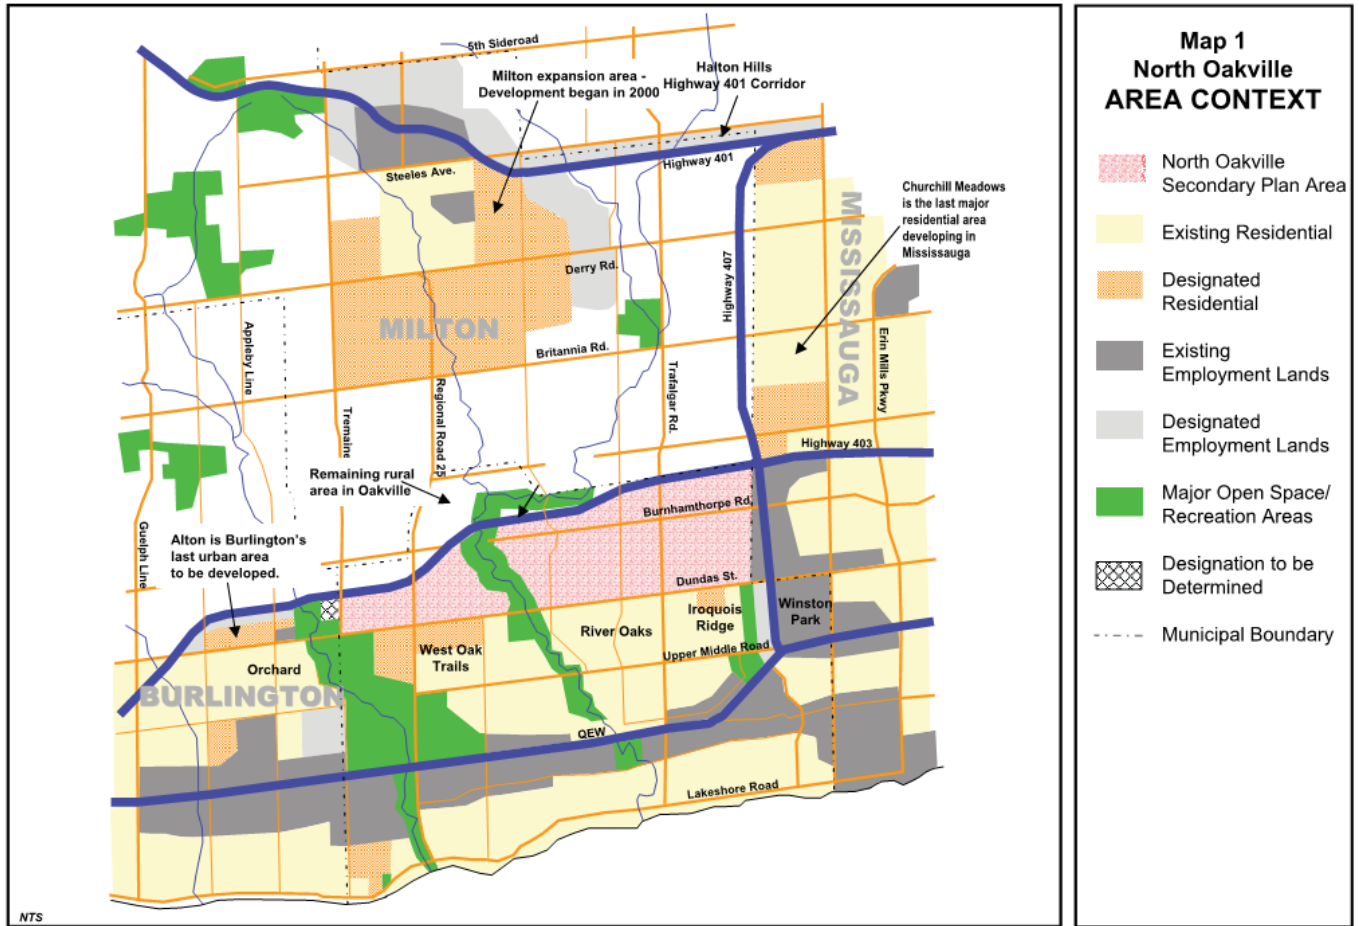 5th Sideroad
Milton expansion area -
Development began in 2000
Halton Hills
Highway 401 Corridor
Highway 401
Steeles Ave.
Churchill Meadows
is the last major
residential area
developing in
Mississauga
MISSISSAUGA
Derry Rd.
Highway 407
MILTON
Appleby Line
Britannia Rd.
Erin Mills Pkwy
Trafalgar Rd.
Regional Road 25
Tremaine
Highway 403
Remaining rural
area in Oakville
Burnhamthorpe Rd.
Guelph Line
Alton is Burlington's
last urban area
to be developed.
Dundas St.
Iroquois
Ridge
Winston
Park
River Oaks
West Oak
Trails
Upper Middle Road
Orchard
BURLINGTON
QEW
Lakeshore Road
NTS
Map 1
North Oakville
AREA CONTEXT
North Oakville
Secondary Plan Area
Existing Residential
Designated
Residential
Existing
Employment Lands
Designated
Employment Lands
Major Open Space/
Recreation Areas
Designation to be
Determined
Municipal Boundary